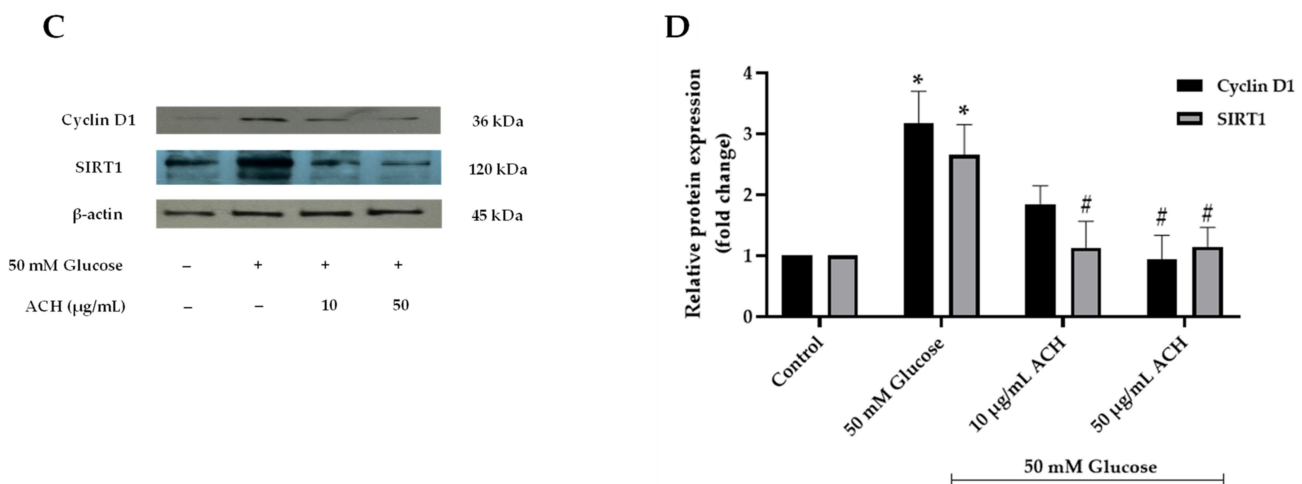 C
Cyclin D1 36 kDa
SIRT1 120 kDa
β-actin 45 kDa
50 mM Glucose – + + +
ACH (µg/mL) – – 10 50
D
Relative protein expression
(fold change)
4
3
2
1
0
* *
#
# #
Cyclin D1
SIRT1
Control
50 mM Glucose
10 µg/mL ACH
50 µg/mL ACH
50 mM Glucose